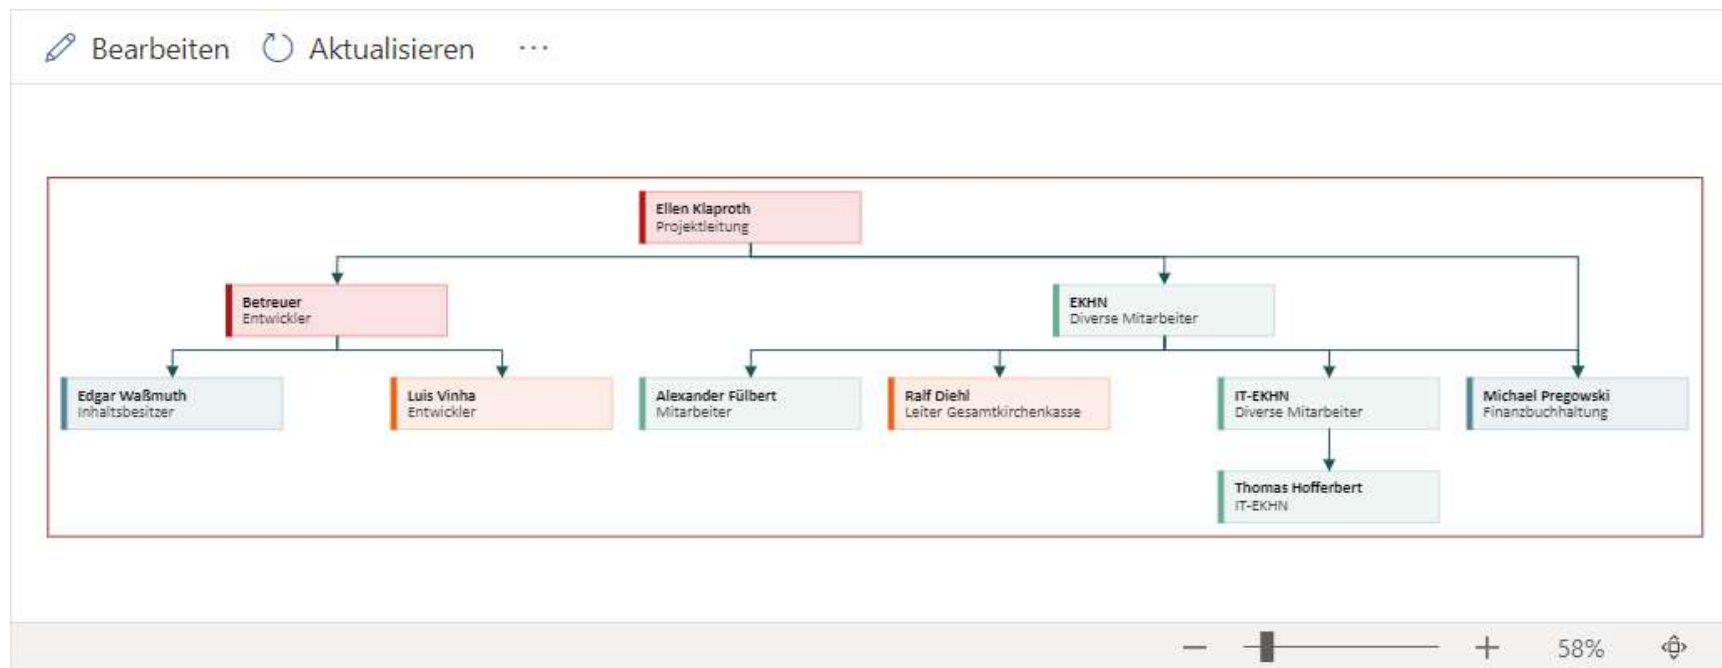 Bearbeiten Aktualisieren ...
Ellen Klaproth
Projektleitung
Betreuer
Entwickler
EKHN
Diverse Mitarbeiter
Edgar Waßmuth
Inhaltsbesitzer
Luis Vinha
Entwickler
Alexander Fülbert
Mitarbeiter
Ralf Diehl
Leiter Gesamtkirchenkasse
IT-EKHN
Diverse Mitarbeiter
Michael Pregowski
Finanzbuchhaltung
Thomas Hofferbert
IT-EKHN
58%